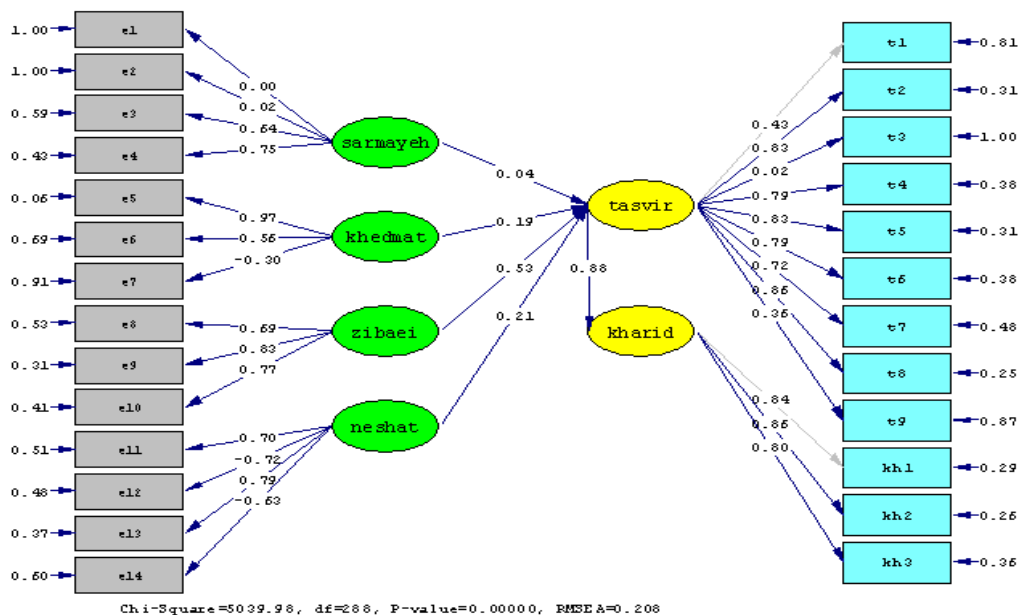 1.00 e1
1.00 e2
0.59 e3
0.43 e4
0.06 e5
0.69 e6
0.91 e7
0.53 e8
0.31 e9
0.41 e10
0.51 e11
0.48 e12
0.37 e13
0.60 e14
0.00
0.02
0.64
0.75
0.97
0.56
-0.30
0.69
0.83
0.77
0.70
-0.72
0.79
-0.63
sarmayeh
khedmat
zibaei
neshat
0.04
0.19
0.53
0.21
tasvir
0.88
kharid
0.43
0.83
0.02
0.79
0.83
0.79
0.72
0.86
0.36
0.84
0.86
0.80
t1 0.81
t2 0.31
t3 1.00
t4 0.38
t5 0.31
t6 0.38
t7 0.48
t8 0.25
t9 0.87
kh1 0.29
kh2 0.26
kh3 0.36
Chi-Square=5039.98, df=288, P-value=0.00000, RMSEA=0.208